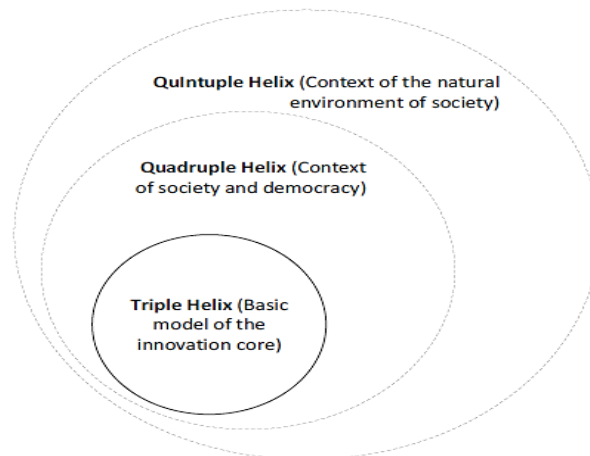 QuIntuple Helix (Context of the natural
environment of society)
Quadruple Helix (Context
of society and democracy)
Triple Helix (Basic
model of the
innovation core)